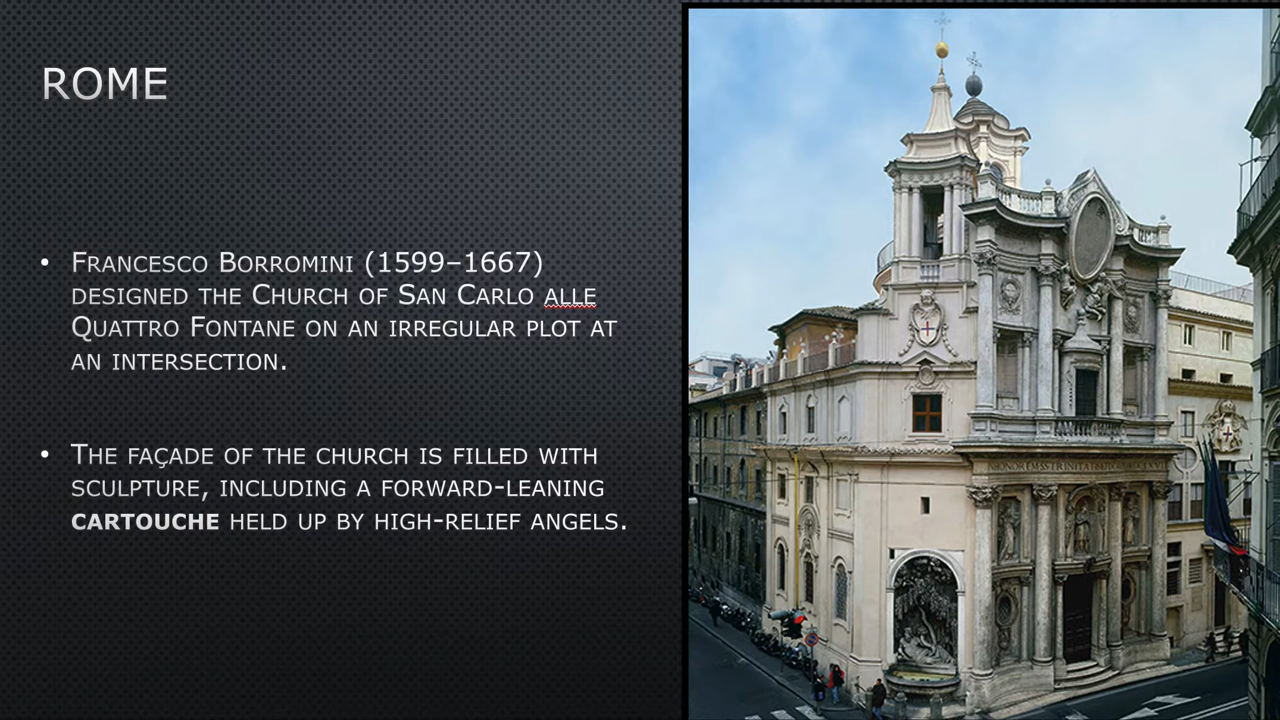 ROME
• FRANCESCO BORROMINI (1599–1667)
DESIGNED THE CHURCH OF SAN CARLO ALLE
QUATTRO FONTANE ON AN IRREGULAR PLOT AT
AN INTERSECTION.
• THE FAÇADE OF THE CHURCH IS FILLED WITH
SCULPTURE, INCLUDING A FORWARD-LEANING
CARTOUCHE HELD UP BY HIGH-RELIEF ANGELS.